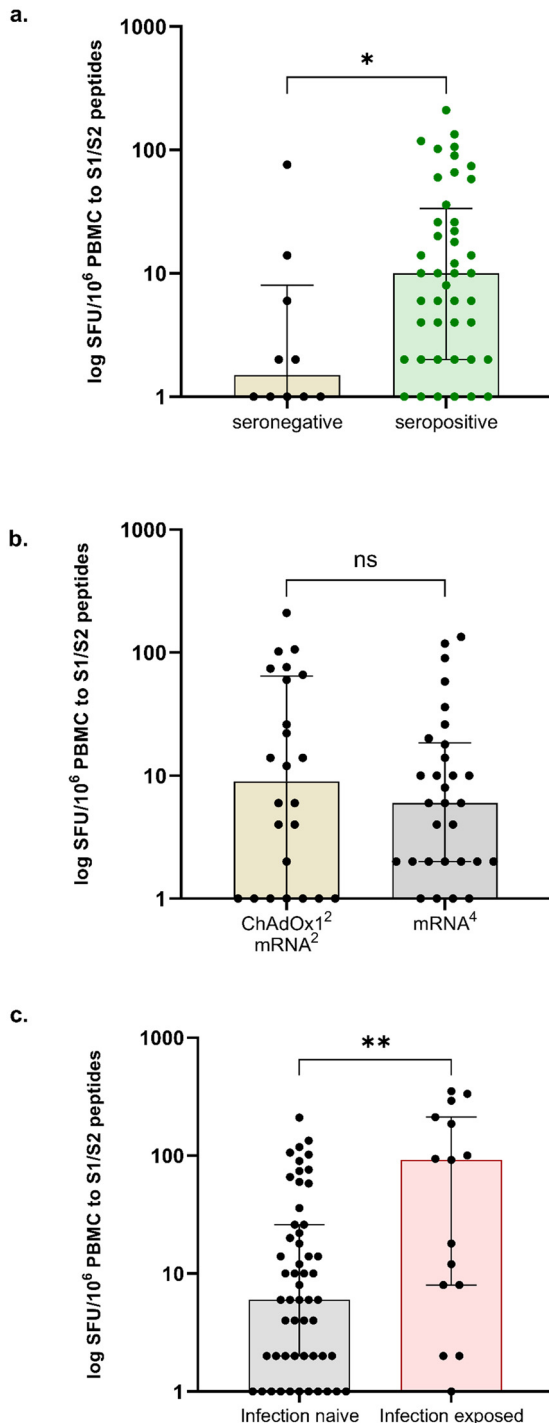 a.
log SFU/10⁶ PBMC to S1/S2 peptides
1000
100
10
1
*
seronegative
seropositive
b.
log SFU/10⁶ PBMC to S1/S2 peptides
1000
100
10
1
ns
ChAdOx1²
mRNA²
mRNA⁴
c.
log SFU/10⁶ PBMC to S1/S2 peptides
1000
100
10
1
**
Infection naive
Infection exposed